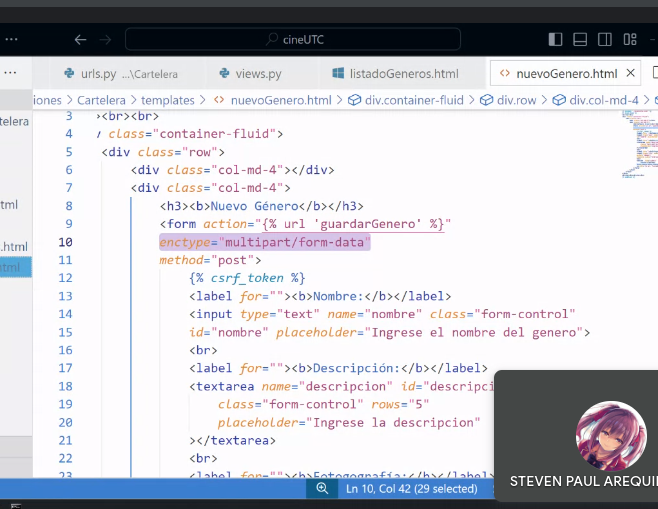 cineUTC
urls.py ...\Cartelera
views.py
listadoGeneros.html
nuevoGenero.html
iones > Cartelera > templates > <> nuevoGenero.html > div.container-fluid > div.row > div.col-md-4 >
telera
tml
.html
html
3 ><br><br>
4 class="container-fluid">
5 <div class="row">
6 <div class="col-md-4"></div>
7 <div class="col-md-4">
8 <h3><b>Nuevo Género</b></h3>
9 <form action="{% url 'guardarGenero' %}"
10 enctype="multipart/form-data"
11 method="post">
12 {% csrf_token %}
13 <label for=""><b>Nombre:</b></label>
14 <input type="text" name="nombre" class="form-control"
15 id="nombre" placeholder="Ingrese el nombre del genero">
16 <br>
17 <label for=""><b>Descripción:</b></label>
18 <textarea name="descripcion" id="descripci
19 class="form-control" rows="5"
20 placeholder="Ingrese la descripcion"
21 ></textarea>
22 <br>
23 <label for=""><b>Fotografía:</b></label>
STEVEN PAUL AREQUI
Ln 10, Col 42 (29 selected)